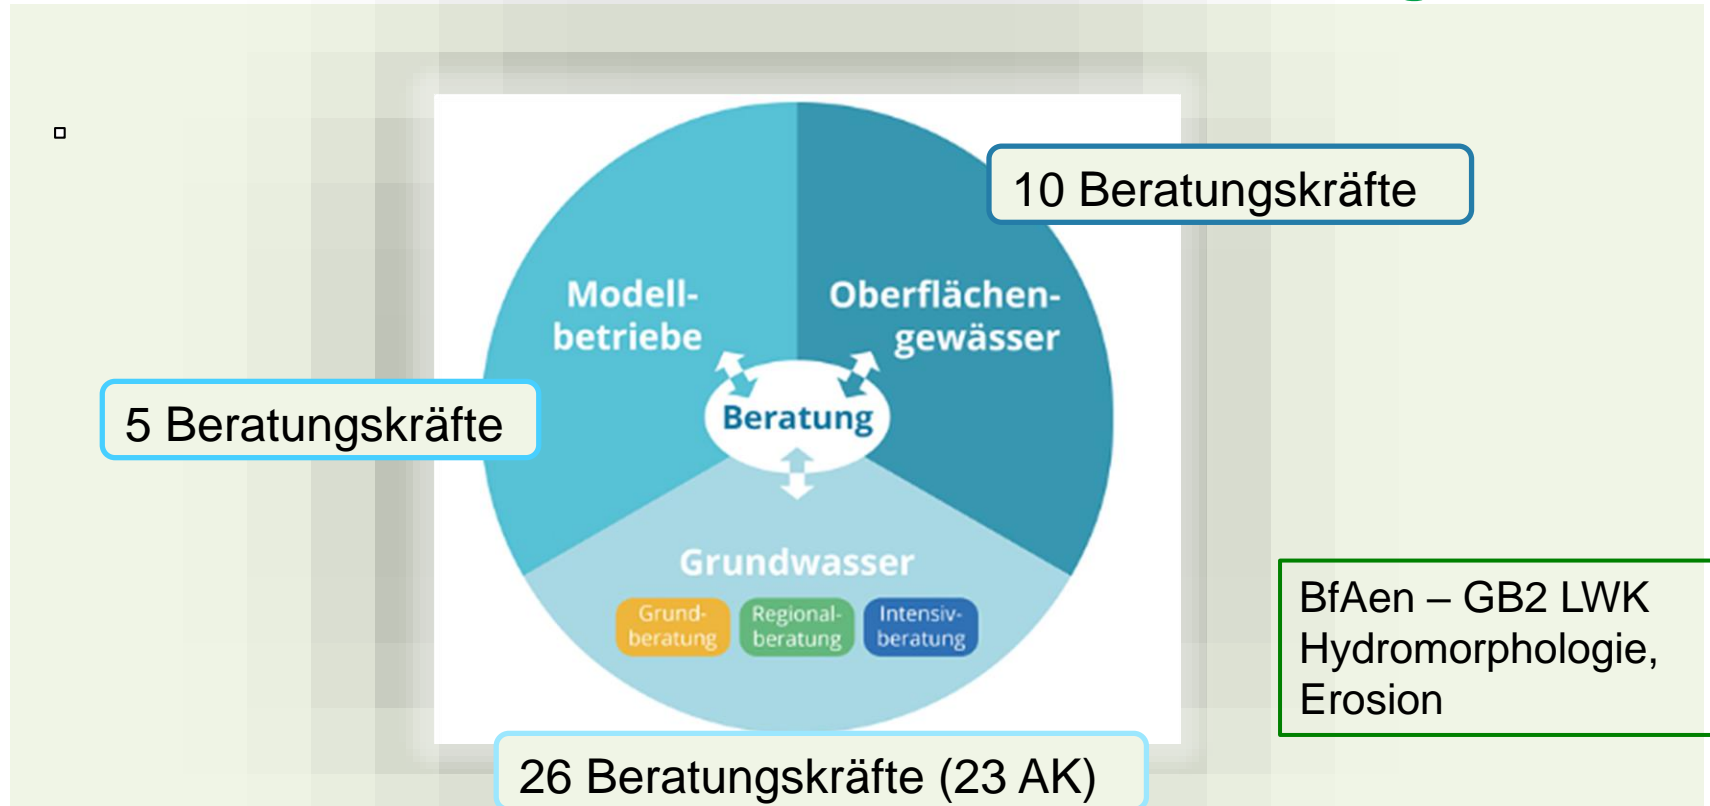 10 Beratungskräfte
Modell-
betriebe
Oberflächen-
gewässer
5 Beratungskräfte
Beratung
Grundwasser
Grund-
beratung
Regional-
beratung
Intensiv-
beratung
BfAen – GB2 LWK
Hydromorphologie,
Erosion
26 Beratungskräfte (23 AK)